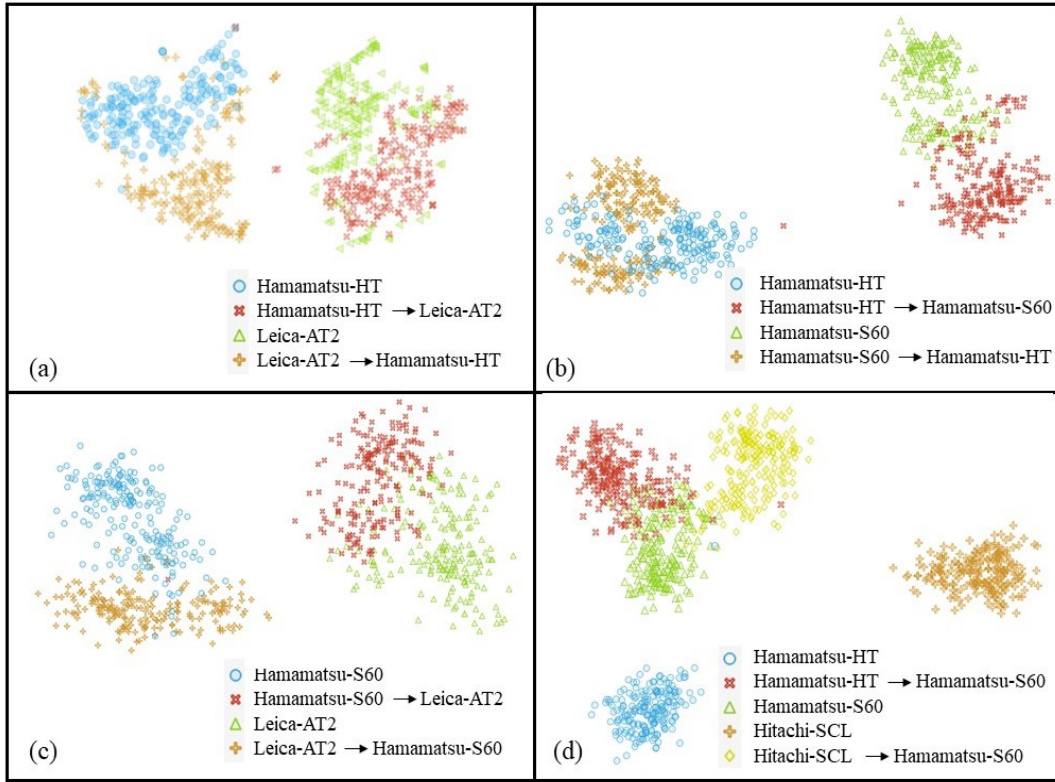 Hamamatsu-HT
Hamamatsu-HT → Leica-AT2
Leica-AT2
Leica-AT2 → Hamamatsu-HT
(a)
Hamamatsu-HT
Hamamatsu-HT → Hamamatsu-S60
Hamamatsu-S60
Hamamatsu-S60 → Hamamatsu-HT
(b)
Hamamatsu-S60
Hamamatsu-S60 → Leica-AT2
Leica-AT2
Leica-AT2 → Hamamatsu-S60
(c)
Hamamatsu-HT
Hamamatsu-HT → Hamamatsu-S60
Hamamatsu-S60
Hitachi-SCL
Hitachi-SCL → Hamamatsu-S60
(d)